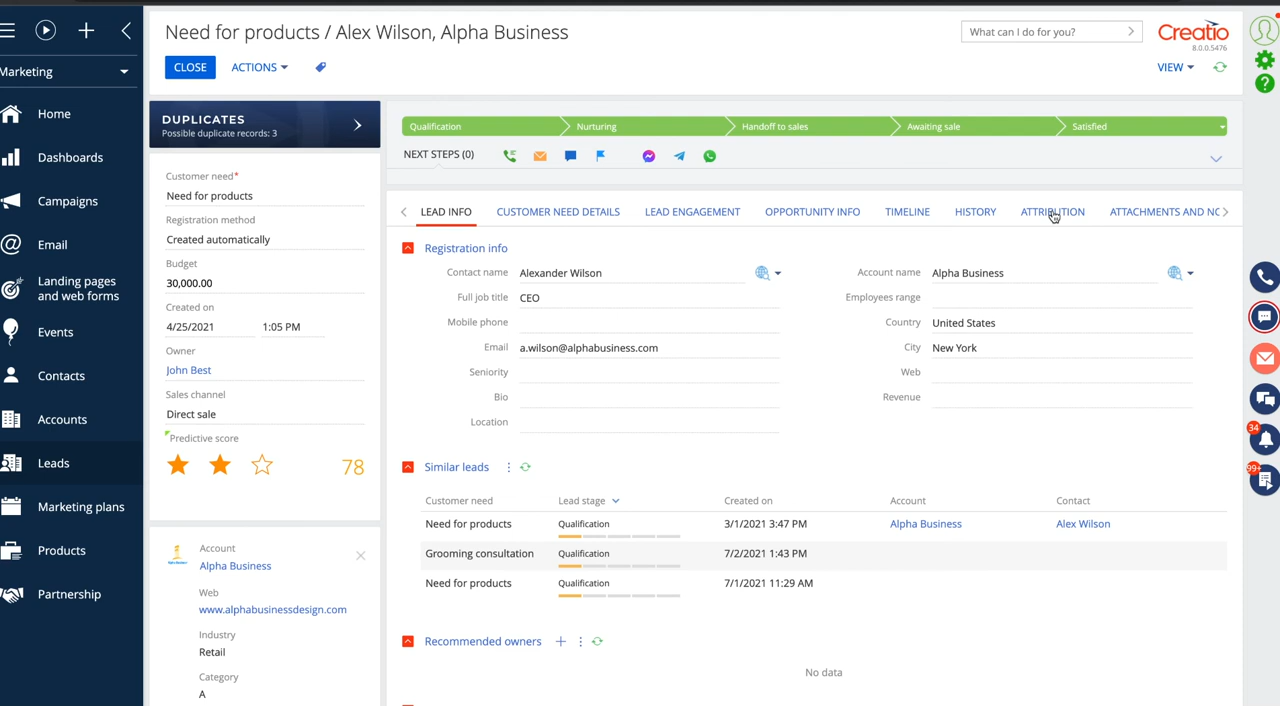 Need for products / Alex Wilson, Alpha Business
What can I do for you?
Creatio
8.0.0.5476
CLOSE
ACTIONS
VIEW
Marketing
Home
Dashboards
Campaigns
Email
Landing pages
and web forms
Events
Contacts
Accounts
Leads
Marketing plans
Products
Partnership
DUPLICATES
Possible duplicate records: 3
Customer need*
Need for products
Registration method
Created automatically
Budget
30,000.00
Created on
4/25/2021 1:05 PM
Owner
John Best
Sales channel
Direct sale
Predictive score
78
Account
Alpha Business
Web
www.alphabusinessdesign.com
Industry
Retail
Category
A
Qualification Nurturing Handoff to sales Awaiting sale Satisfied
NEXT STEPS (0)
LEAD INFO CUSTOMER NEED DETAILS LEAD ENGAGEMENT OPPORTUNITY INFO TIMELINE HISTORY ATTRIBUTION ATTACHMENTS AND NO
Registration info
Contact name Alexander Wilson Account name Alpha Business
Full job title CEO Employees range
Mobile phone Country United States
Email a.wilson@alphabusiness.com City New York
Seniority Web
Bio Revenue
Location
Similar leads
Customer need Lead stage Created on Account Contact
Need for products Qualification 3/1/2021 3:47 PM Alpha Business Alex Wilson
Grooming consultation Qualification 7/2/2021 1:43 PM
Need for products Qualification 7/1/2021 11:29 AM
Recommended owners
No data
34
99+